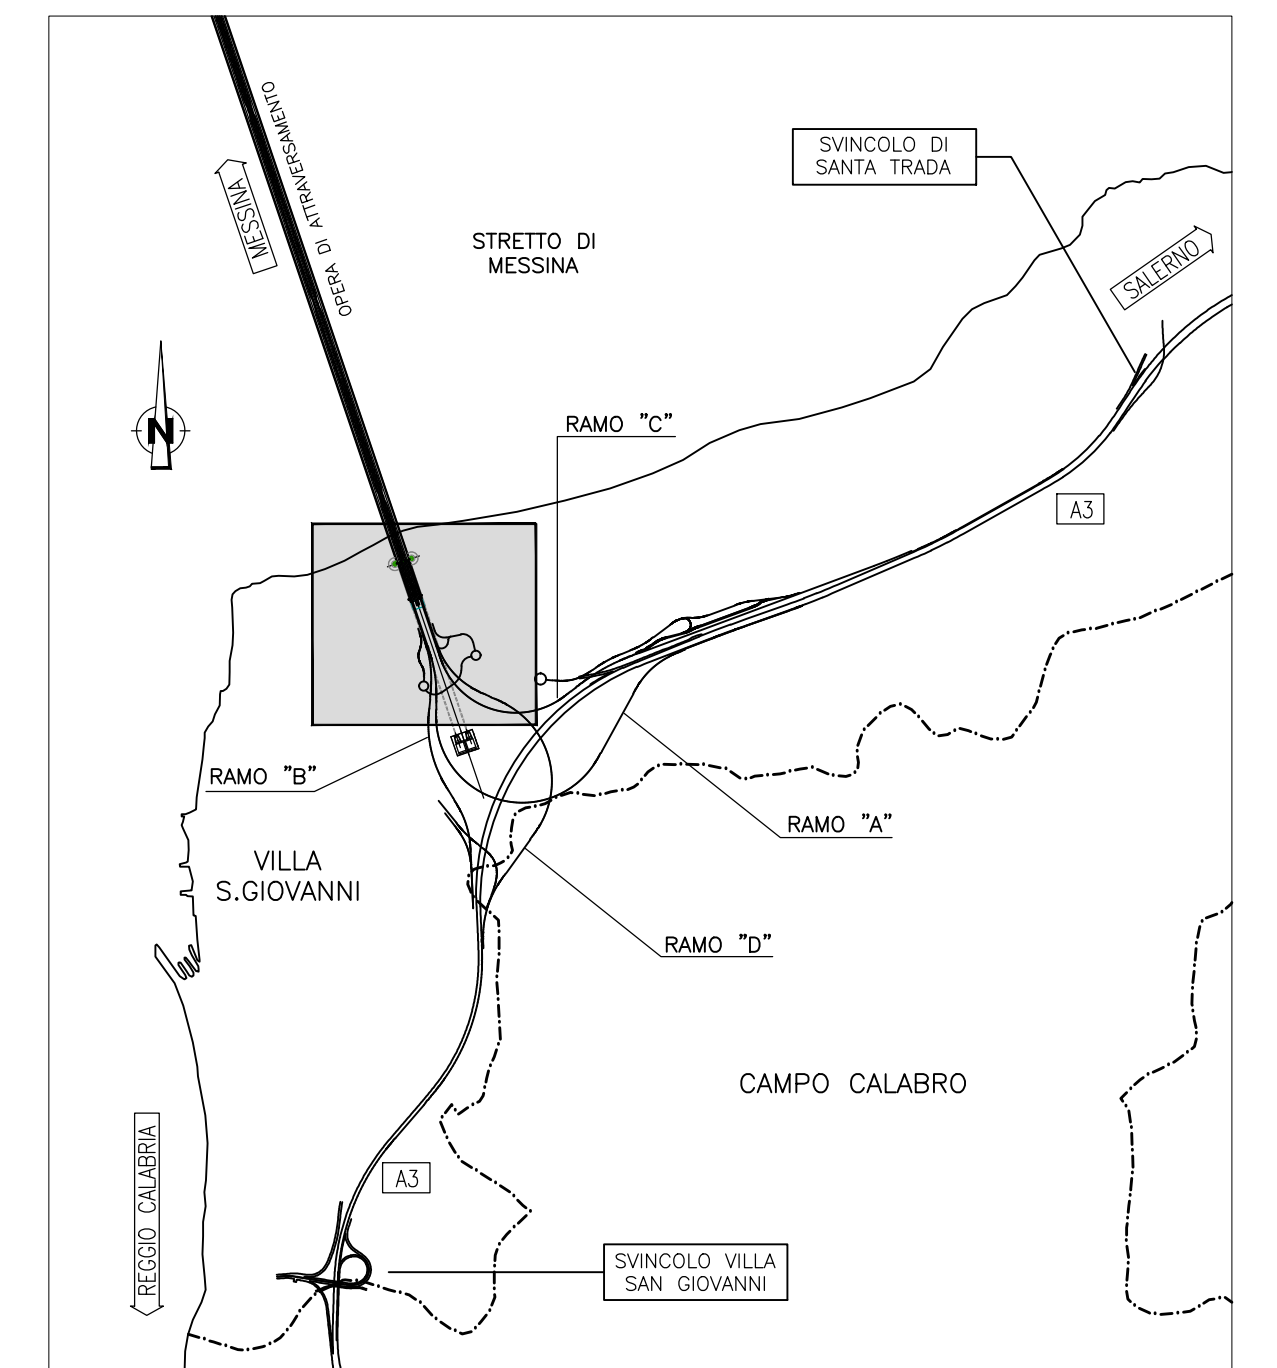 OPERA DI ATTRAVERSAMENTO
MESSINA
SVINCOLO DI
SANTA TRADA
STRETTO DI
MESSINA
SALERNO
N
RAMO "C"
A3
RAMO "B"
RAMO "A"
VILLA
S.GIOVANNI
RAMO "D"
CAMPO CALABRO
REGGIO CALABRIA
A3
SVINCOLO VILLA
SAN GIOVANNI